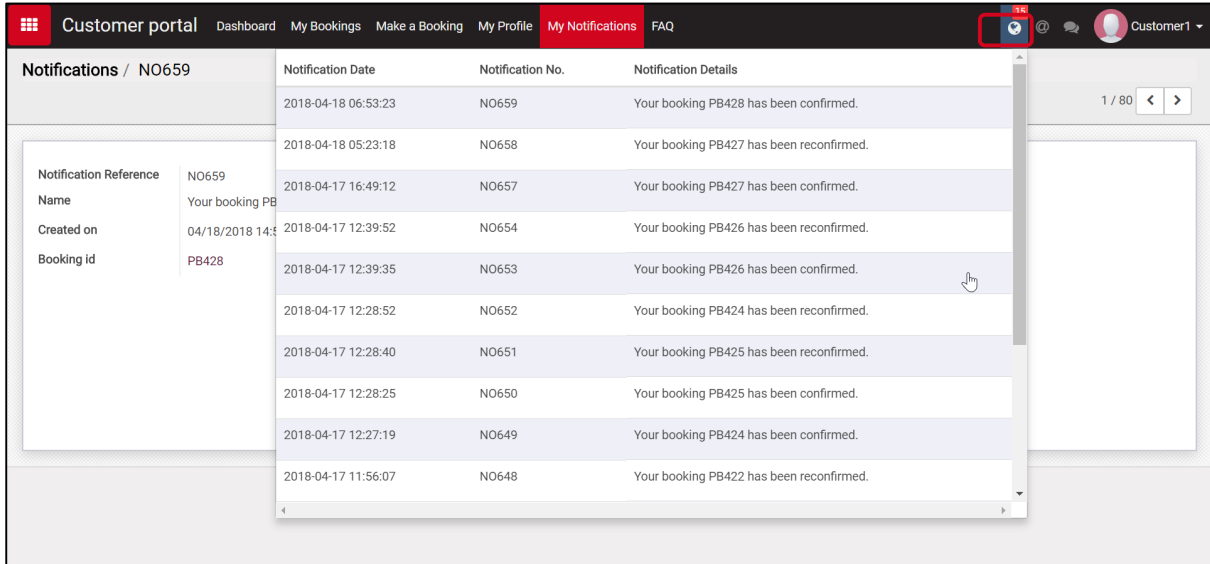 Customer portal Dashboard My Bookings Make a Booking My Profile My Notifications FAQ 15 @ Customer1
Notifications / NO659
1 / 80
Notification Reference NO659
Name Your booking PB
Created on 04/18/2018 14:5
Booking id PB428
Notification Date Notification No. Notification Details
2018-04-18 06:53:23 NO659 Your booking PB428 has been confirmed.
2018-04-18 05:23:18 NO658 Your booking PB427 has been reconfirmed.
2018-04-17 16:49:12 NO657 Your booking PB427 has been confirmed.
2018-04-17 12:39:52 NO654 Your booking PB426 has been reconfirmed.
2018-04-17 12:39:35 NO653 Your booking PB426 has been confirmed.
2018-04-17 12:28:52 NO652 Your booking PB424 has been reconfirmed.
2018-04-17 12:28:40 NO651 Your booking PB425 has been reconfirmed.
2018-04-17 12:28:25 NO650 Your booking PB425 has been confirmed.
2018-04-17 12:27:19 NO649 Your booking PB424 has been confirmed.
2018-04-17 11:56:07 NO648 Your booking PB422 has been reconfirmed.